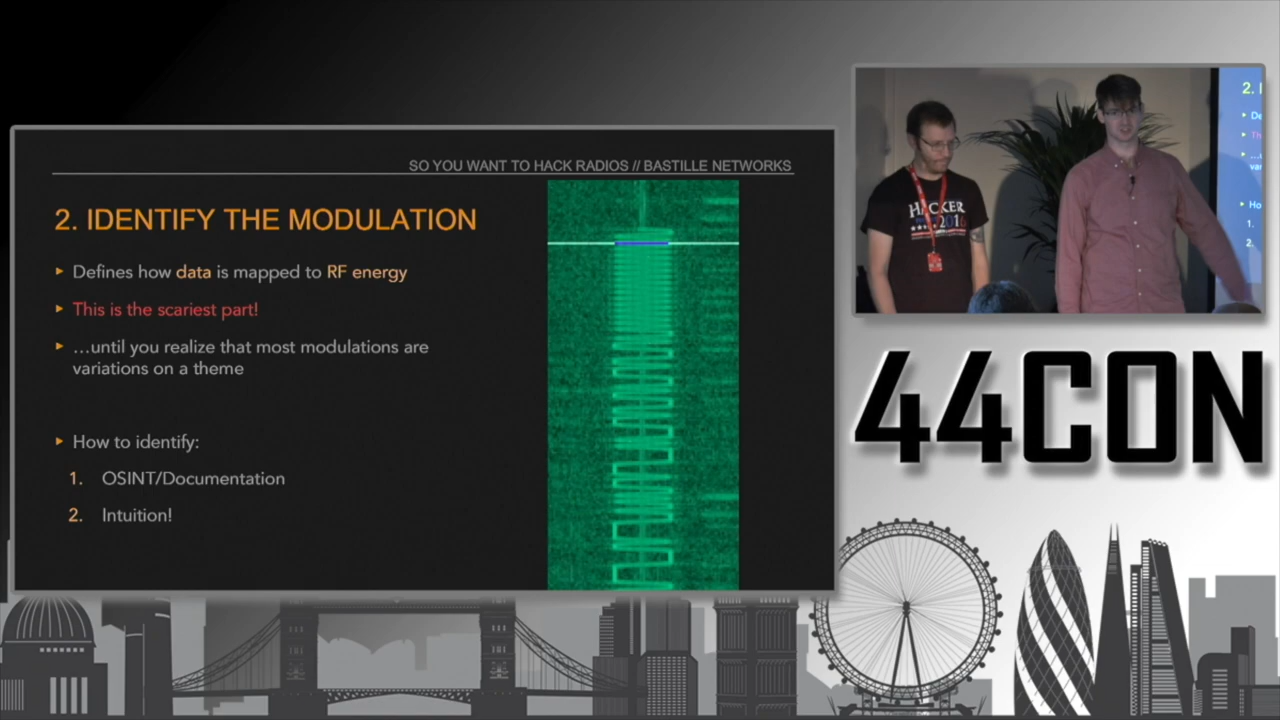 SO YOU WANT TO HACK RADIOS // BASTILLE NETWORKS
2. IDENTIFY THE MODULATION
Defines how data is mapped to RF energy
This is the scariest part!
...until you realize that most modulations are
variations on a theme
How to identify:
1. OSINT/Documentation
2. Intuition!
HACKER
44CON